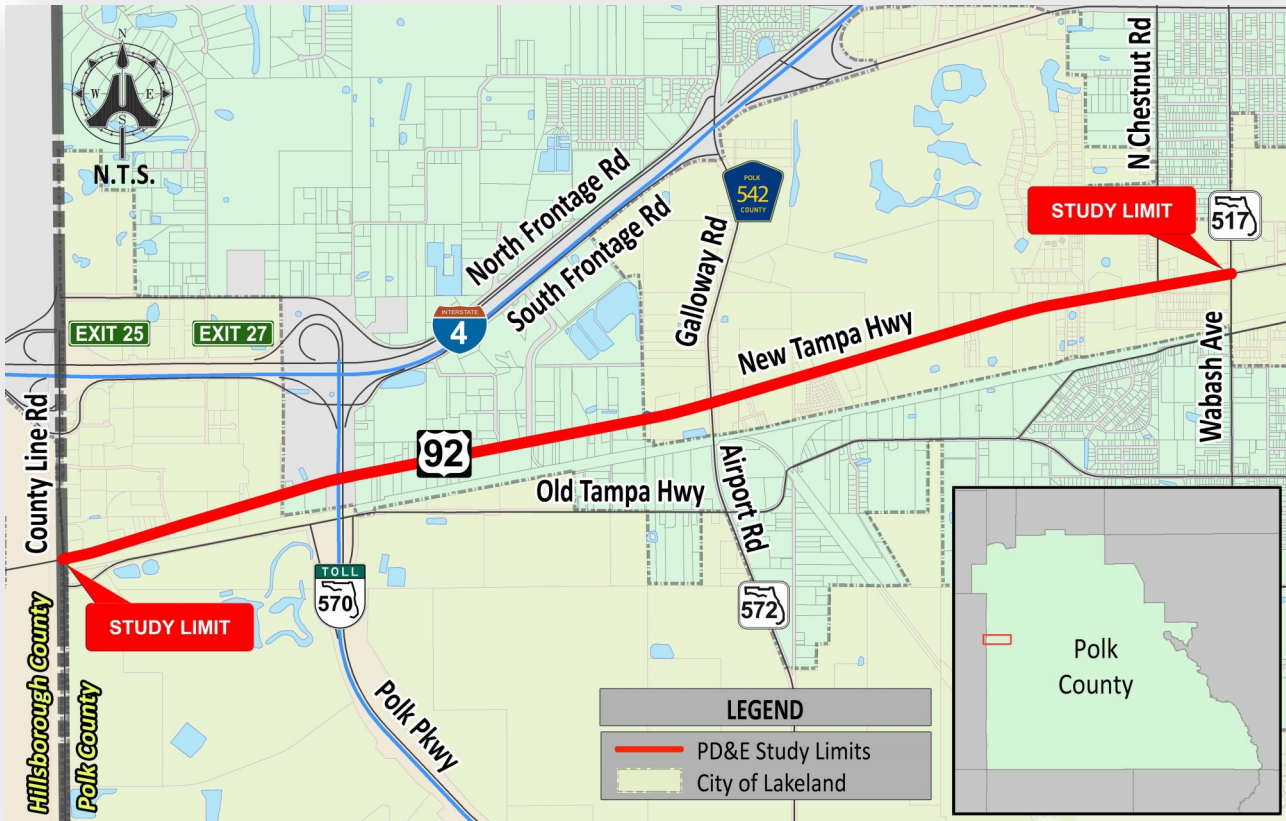 N
W E
S
N.T.S.
EXIT 25
EXIT 27
County Line Rd
North Frontage Rd
South Frontage Rd
INTERSTATE
4
POLK
542
COUNTY
Galloway Rd
N Chestnut Rd
STUDY LIMIT
517
Wabash Ave
New Tampa Hwy
92
Old Tampa Hwy
Airport Rd
572
TOLL
570
Polk Pkwy
STUDY LIMIT
Hillsborough County
Polk County
LEGEND
PD&E Study Limits
City of Lakeland
Polk
County